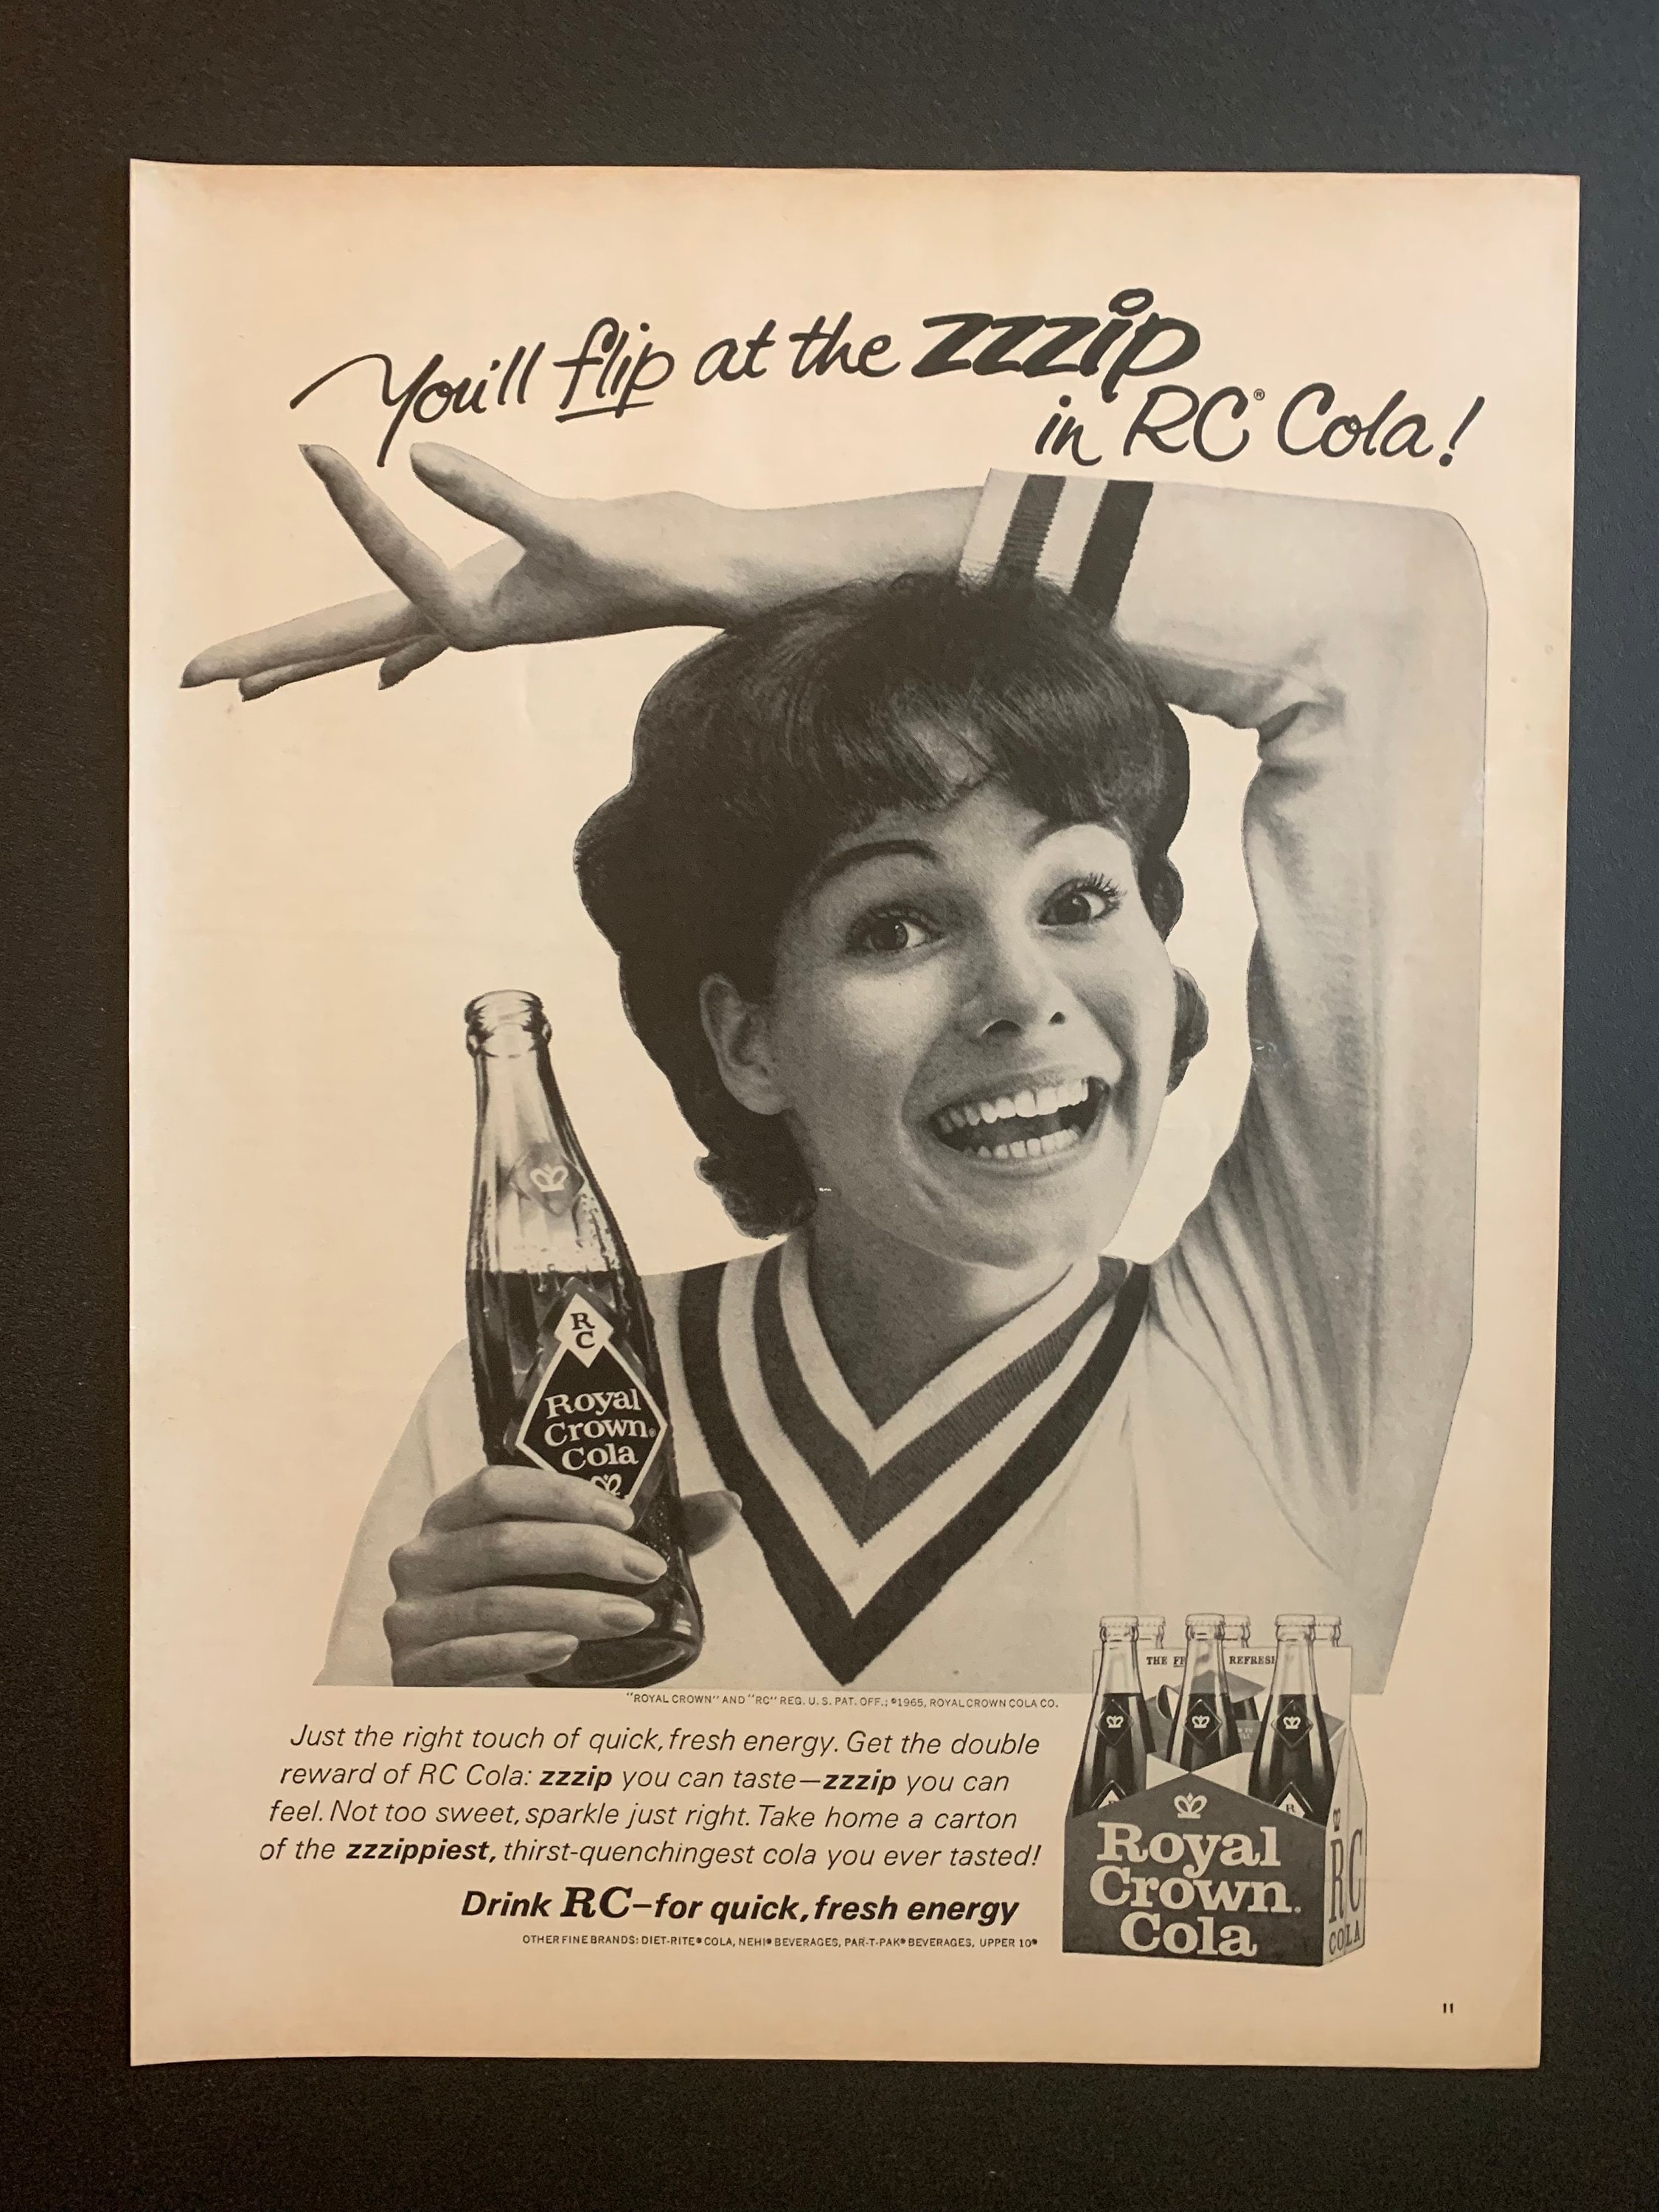 You'll flip at the zzzip
in RC® Cola!
R
C
Royal
Crown®
Cola
"ROYAL CROWN" AND "RC" REG. U. S. PAT. OFF.; ©1965, ROYAL CROWN COLA CO.
Just the right touch of quick, fresh energy. Get the double
reward of RC Cola: zzzip you can taste—zzzip you can
feel. Not too sweet, sparkle just right. Take home a carton
of the zzzippiest, thirst-quenchingest cola you ever tasted!
Drink RC—for quick, fresh energy
OTHER FINE BRANDS: DIET-RITE® COLA, NEHI® BEVERAGES, PAR-T-PAK® BEVERAGES, UPPER 10®
THE
R
Royal
Crown®
Cola
RC
COLA
11